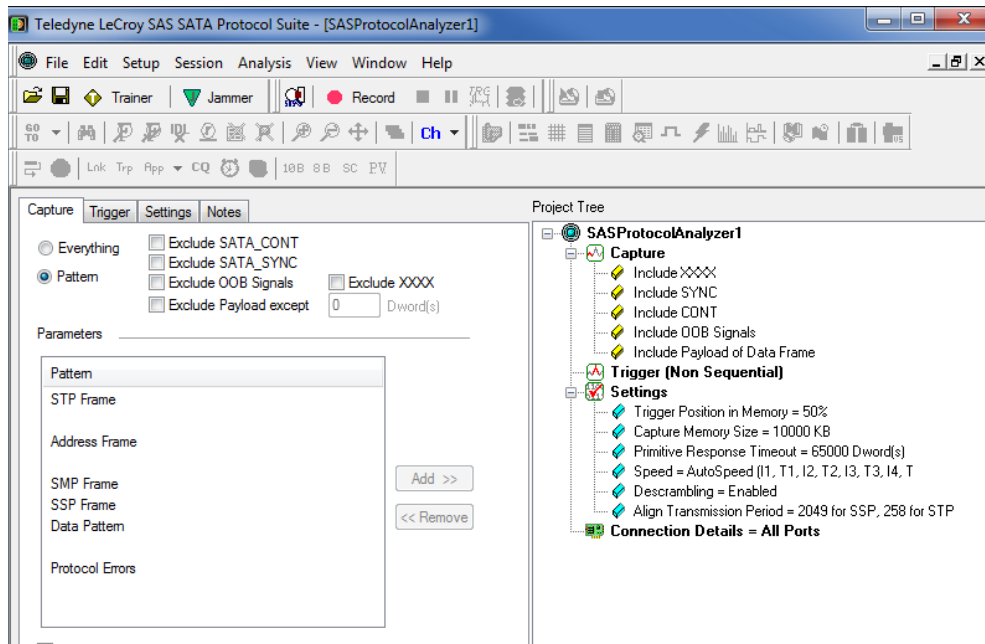 Teledyne LeCroy SAS SATA Protocol Suite - [SASProtocolAnalyzer1]
File Edit Setup Session Analysis View Window Help
Trainer Jammer Record
GO TO Ch
Lnk Trp App CQ 10B 8B SC PV
Capture Trigger Settings Notes
Everything
Pattern
Exclude SATA_CONT
Exclude SATA_SYNC
Exclude OOB Signals
Exclude XXXX
Exclude Payload except 0 Dword(s)
Parameters
Pattern
STP Frame
Address Frame
SMP Frame
SSP Frame
Data Pattern
Protocol Errors
Add >>
<< Remove
Project Tree
SASProtocolAnalyzer1
Capture
Include XXXX
Include SYNC
Include CONT
Include OOB Signals
Include Payload of Data Frame
Trigger (Non Sequential)
Settings
Trigger Position in Memory = 50%
Capture Memory Size = 10000 KB
Primitive Response Timeout = 65000 Dword(s)
Speed = AutoSpeed (I1, T1, I2, T2, I3, T3, I4, T
Descrambling = Enabled
Align Transmission Period = 2049 for SSP, 258 for STP
Connection Details = All Ports